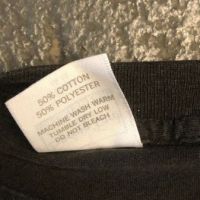 50% COTTON
50% POLYESTER
MACHINE WASH WARM
TUMBLE DRY LOW
DO NOT BLEACH